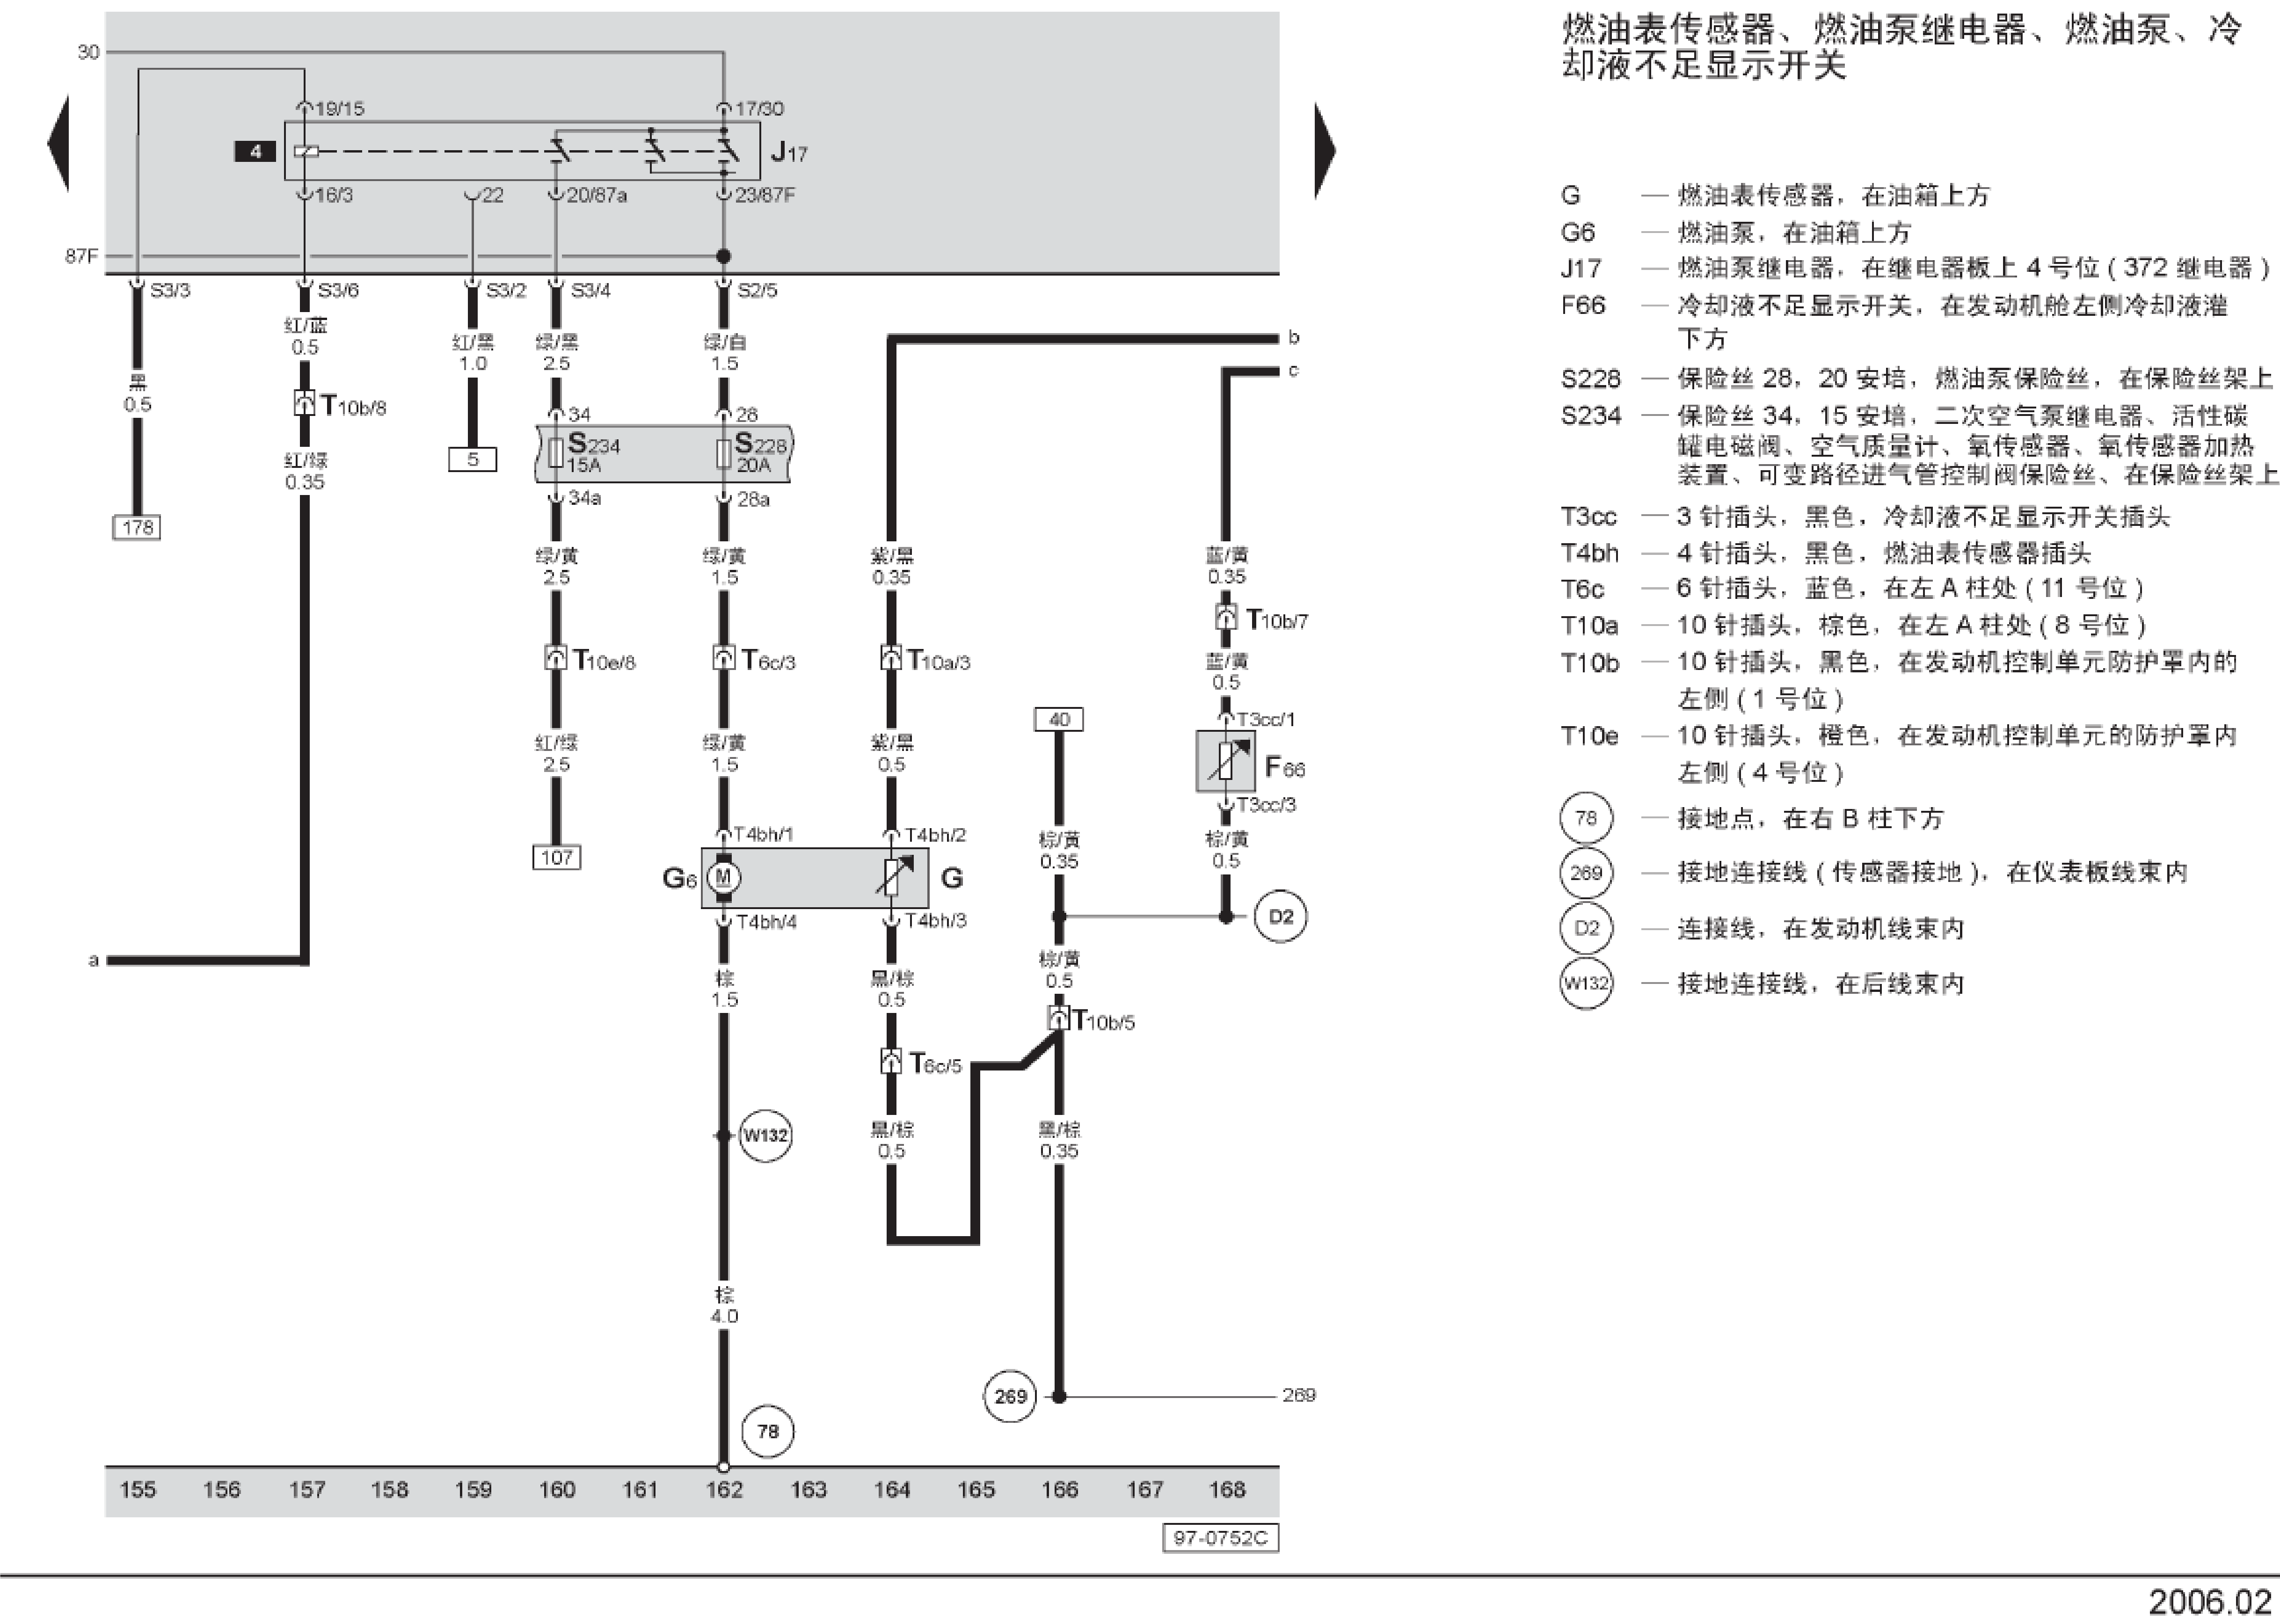 燃油表传感器、燃油泵继电器、燃油泵、冷
却液不足显示开关
30
19/15
17/30
4
J17
16/3
22
20/87a
23/87F
87F
S3/3
S3/6
S3/2
S3/4
S2/5
红/蓝
0.5
红/黑
1.0
绿/黑
2.5
绿/白
1.5
b
c
黑
0.5
T10b/8
34
28
S234
15A
S228
20A
红/绿
0.35
5
34a
28a
178
绿/黄
2.5
绿/黄
1.5
紫/黑
0.35
蓝/黄
0.35
T10b/7
T10e/8
T6c/3
T10a/3
蓝/黄
0.5
40
T3cc/1
红/绿
2.5
绿/黄
1.5
紫/黑
0.5
F66
T3cc/3
T4bh/1
T4bh/2
棕/黄
0.35
棕/黄
0.5
107
G6
M
G
T4bh/4
T4bh/3
D2
a
棕
1.5
黑/棕
0.5
棕/黄
0.5
T10b/5
T6c/5
W132
黑/棕
0.5
黑/棕
0.35
棕
4.0
269
269
78
155 156 157 158 159 160 161 162 163 164 165 166 167 168
97-0752C
G — 燃油表传感器，在油箱上方
G6 — 燃油泵，在油箱上方
J17 — 燃油泵继电器，在继电器板上 4 号位 ( 372 继电器 )
F66 — 冷却液不足显示开关，在发动机舱左侧冷却液灌
下方
S228 — 保险丝 28，20 安培，燃油泵保险丝，在保险丝架上
S234 — 保险丝 34，15 安培，二次空气泵继电器、活性碳
罐电磁阀、空气质量计、氧传感器、氧传感器加热
装置、可变路径进气管控制阀保险丝、在保险丝架上
T3cc — 3 针插头，黑色，冷却液不足显示开关插头
T4bh — 4 针插头，黑色，燃油表传感器插头
T6c — 6 针插头，蓝色，在左 A 柱处 ( 11 号位 )
T10a — 10 针插头，棕色，在左 A 柱处 ( 8 号位 )
T10b — 10 针插头，黑色，在发动机控制单元防护罩内的
左侧 ( 1 号位 )
T10e — 10 针插头，橙色，在发动机控制单元的防护罩内
左侧 ( 4 号位 )
78 — 接地点，在右 B 柱下方
269 — 接地连接线 ( 传感器接地 )，在仪表板线束内
D2 — 连接线，在发动机线束内
W132 — 接地连接线，在后线束内
2006.02